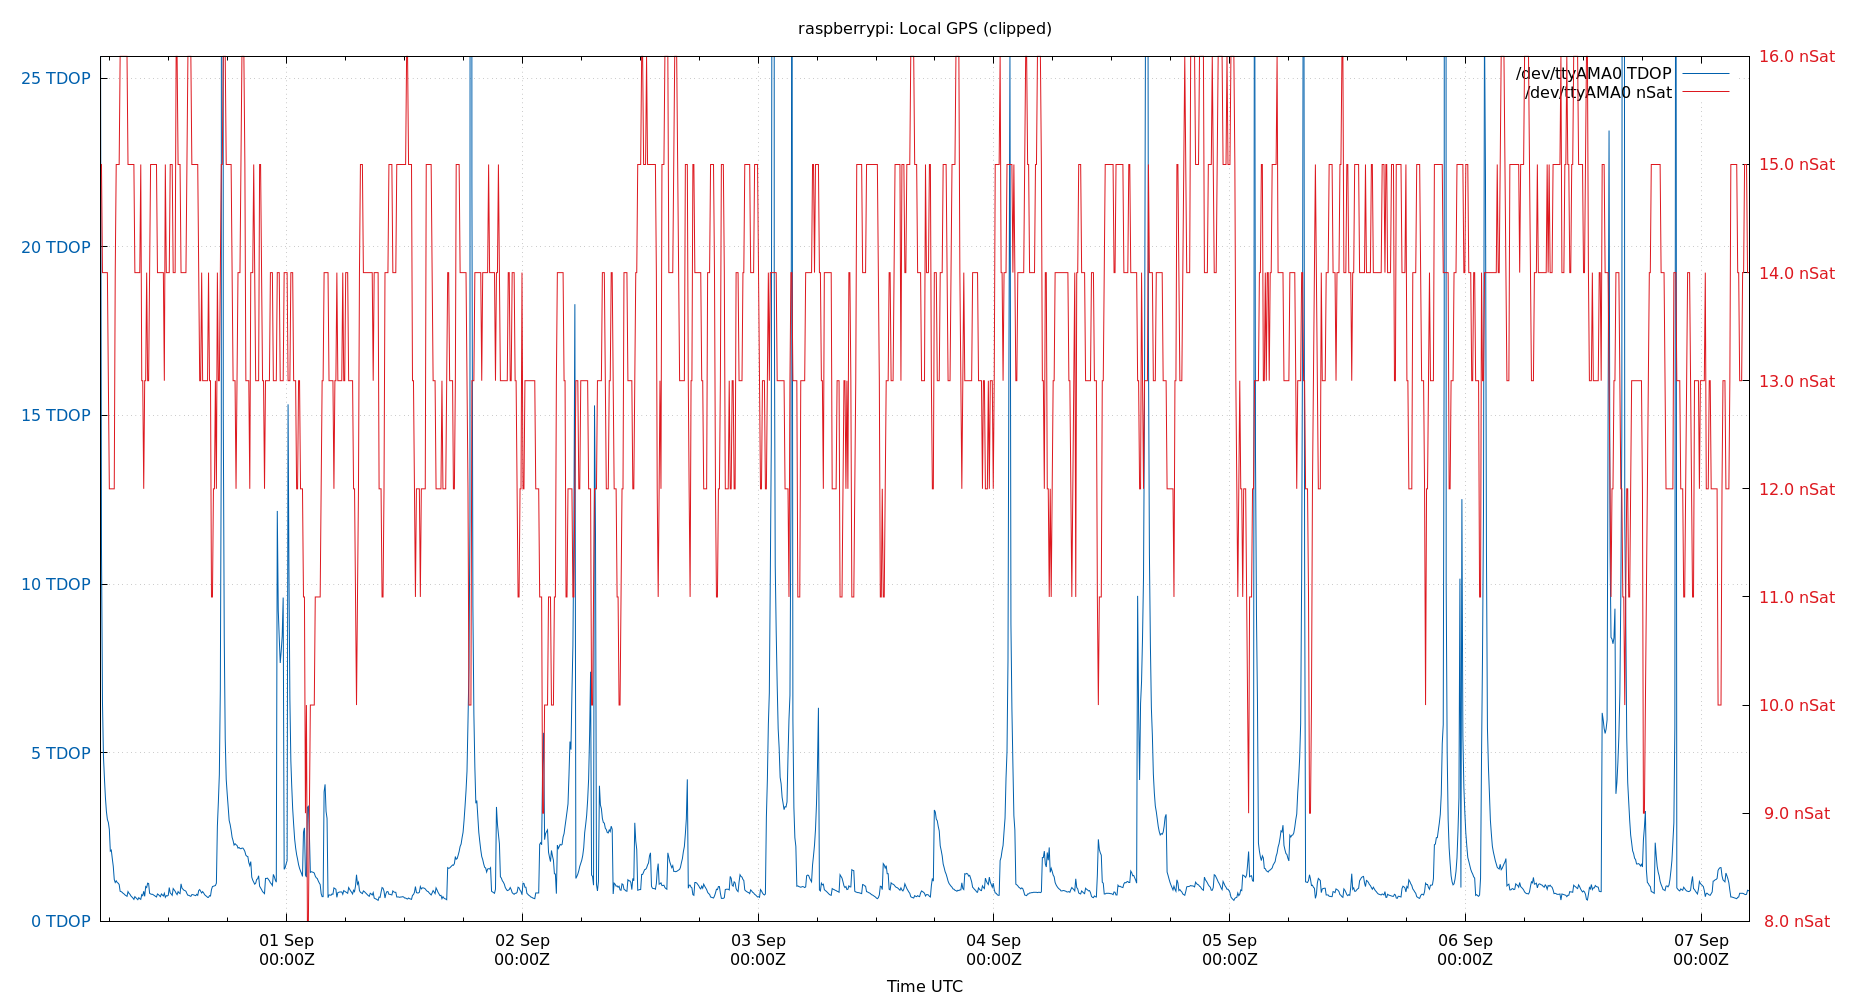 raspberrypi: Local GPS (clipped)
25 TDOP
20 TDOP
15 TDOP
10 TDOP
5 TDOP
0 TDOP
16.0 nSat
15.0 nSat
14.0 nSat
13.0 nSat
12.0 nSat
11.0 nSat
10.0 nSat
9.0 nSat
8.0 nSat
/dev/ttyAMA0 TDOP
/dev/ttyAMA0 nSat
01 Sep
00:00Z
02 Sep
00:00Z
03 Sep
00:00Z
04 Sep
00:00Z
05 Sep
00:00Z
06 Sep
00:00Z
07 Sep
00:00Z
Time UTC